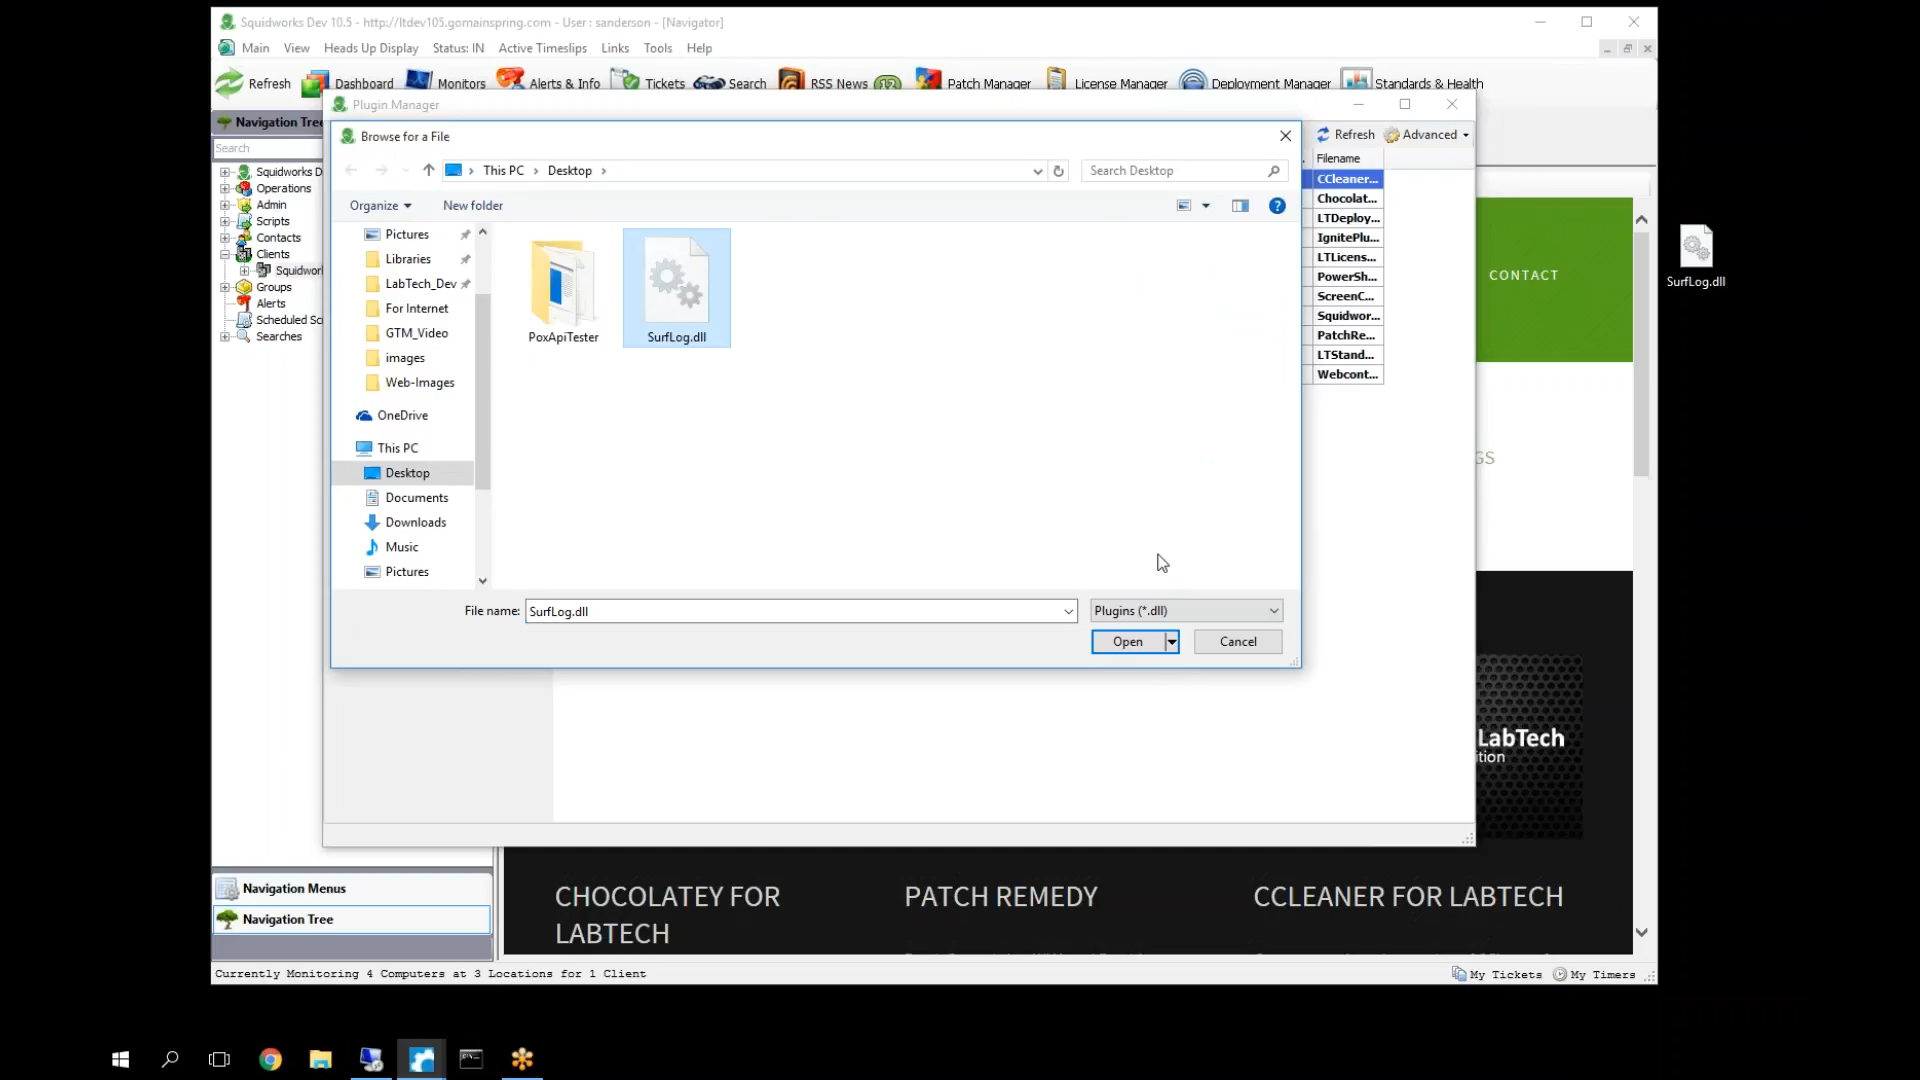 Squidworks Dev 10.5 - http://ltdev105.gomainspring.com - User : sanderson - [Navigator]
Main View Heads Up Display Status: IN Active Timeslips Links Tools Help
Refresh Dashboard Monitors Alerts & Info Tickets Search RSS News Patch Manager License Manager Deployment Manager Standards & Health
Plugin Manager
Navigation Tree
Browse for a File
Refresh Advanced
Search
This PC > Desktop >
Search Desktop
Filename
Organize New folder
CCleaner...
Chocolat...
LTDeploy...
IgnitePlu...
LTLicens...
PowerSh...
ScreenC...
Squidwor...
PatchRe...
LTStand...
Webcont...
Squidworks D
Operations
Admin
Scripts
Contacts
Clients
Squidwor
Groups
Alerts
Scheduled Sc
Searches
Pictures
Libraries
LabTech_Dev
For Internet
GTM_Video
images
Web-Images
OneDrive
This PC
Desktop
Documents
Downloads
Music
Pictures
PoxApiTester
SurfLog.dll
CONTACT
SurfLog.dll
GS
File name: SurfLog.dll
Plugins (*.dll)
Open
Cancel
LabTech
ition
Navigation Menus
Navigation Tree
CHOCOLATEY FOR
LABTECH
PATCH REMEDY
CCLEANER FOR LABTECH
Currently Monitoring 4 Computers at 3 Locations for 1 Client
My Tickets My Timers